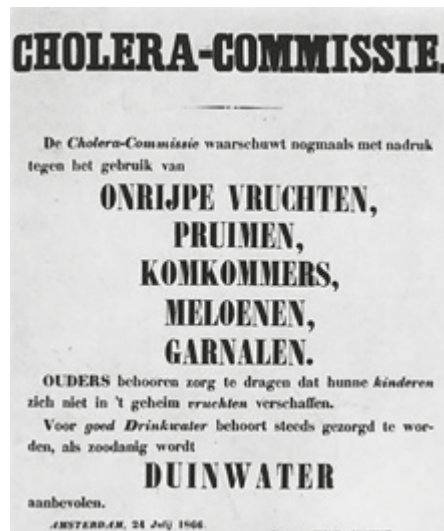 CHOLERA-COMMISSIE.
De Cholera-Commissie waarschuwt nogmaals met nadruk
tegen het gebruik van
ONRIJPE VRUCHTEN,
PRUIMEN,
KOMKOMMERS,
MELOENEN,
GARNALEN.
OUDERS behooren zorg te dragen dat hunne kinderen
zich niet in 't geheim vruchten verschaffen.
Voor goed Drinkwater behoort steeds gezorgd te wor-
den, als zoodanig wordt
DUINWATER
aanbevolen.
AMSTERDAM, 24 Julij 1866.